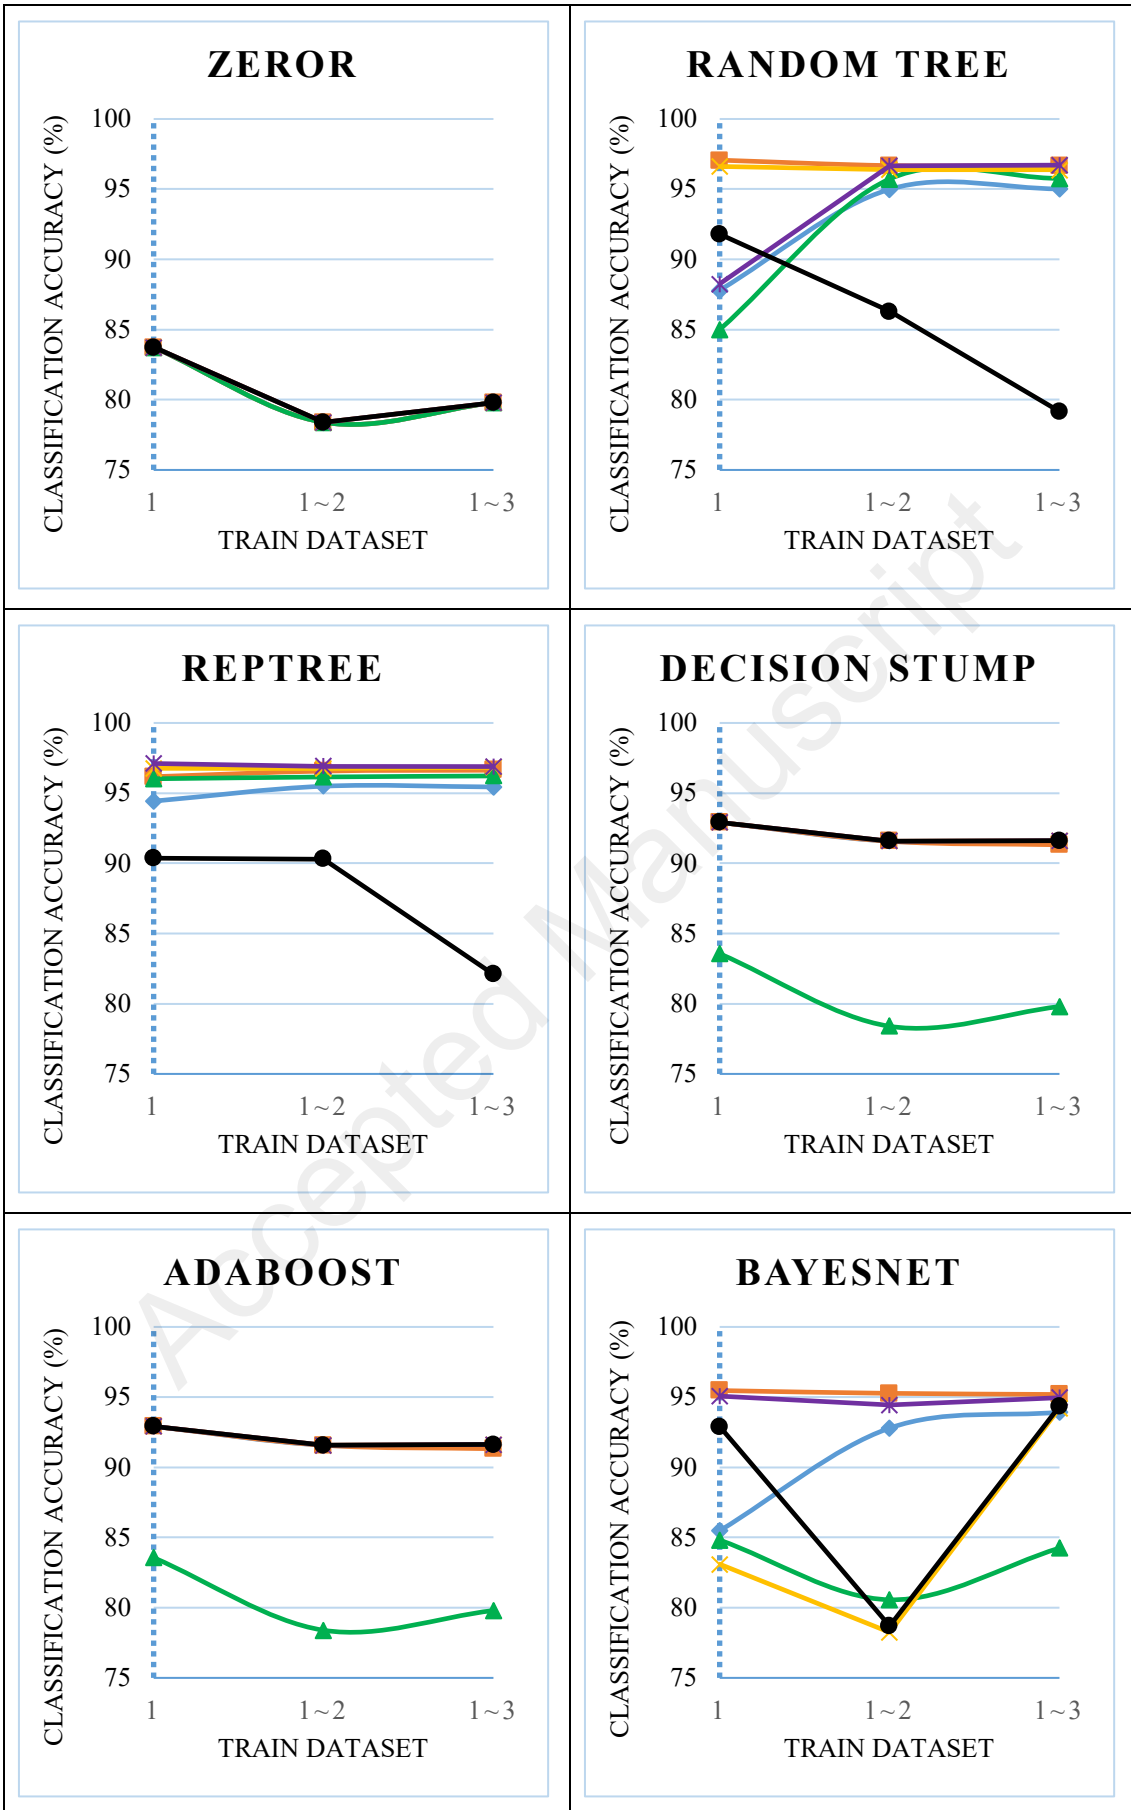 ZEROR
CLASSIFICATION ACCURACY (%)
100
95
90
85
80
75
1
1~2
1~3
TRAIN DATASET
RANDOM TREE
CLASSIFICATION ACCURACY (%)
100
95
90
85
80
75
1
1~2
1~3
TRAIN DATASET
REPTREE
CLASSIFICATION ACCURACY (%)
100
95
90
85
80
75
1
1~2
1~3
TRAIN DATASET
DECISION STUMP
CLASSIFICATION ACCURACY (%)
100
95
90
85
80
75
1
1~2
1~3
TRAIN DATASET
ADABOOST
CLASSIFICATION ACCURACY (%)
100
95
90
85
80
75
1
1~2
1~3
TRAIN DATASET
BAYESNET
CLASSIFICATION ACCURACY (%)
100
95
90
85
80
75
1
1~2
1~3
TRAIN DATASET
Accepted Manuscript